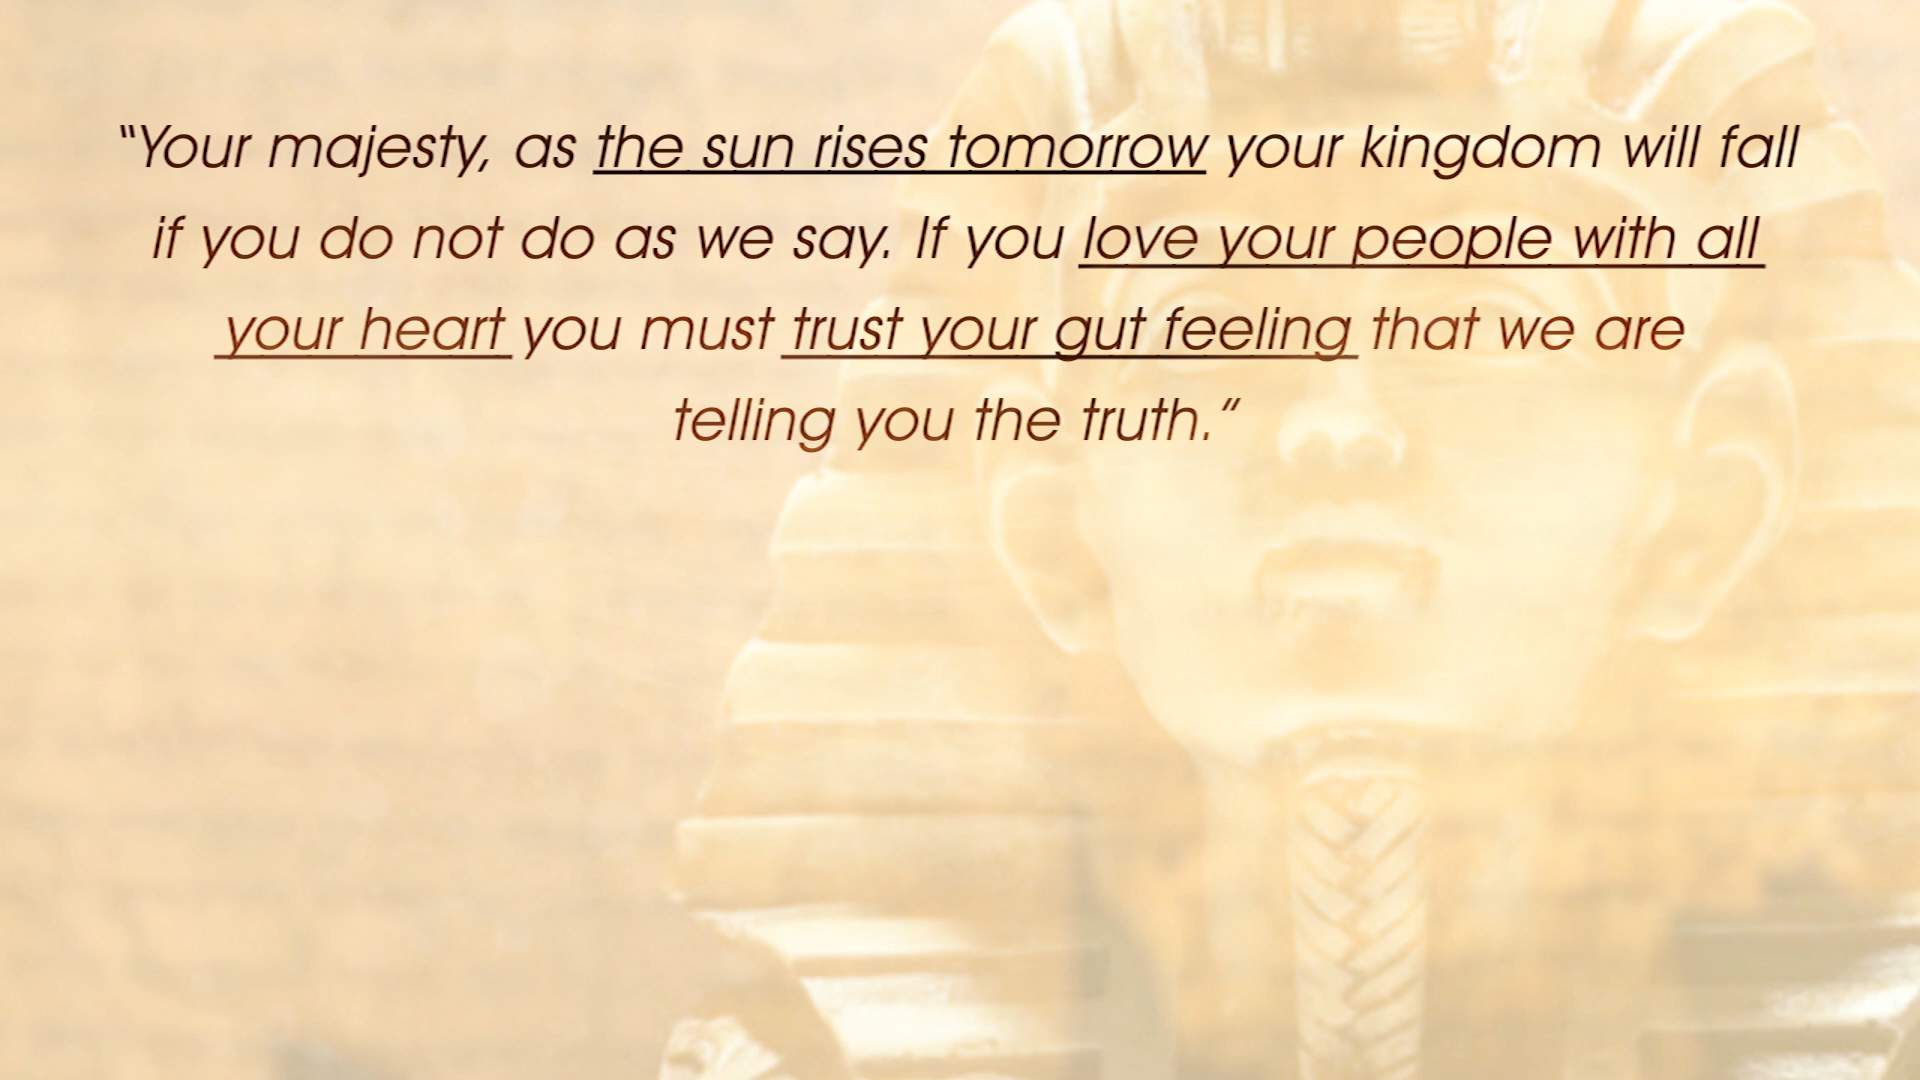 “Your majesty, as the sun rises tomorrow your kingdom will fall
if you do not do as we say. If you love your people with all
your heart you must trust your gut feeling that we are
telling you the truth.”